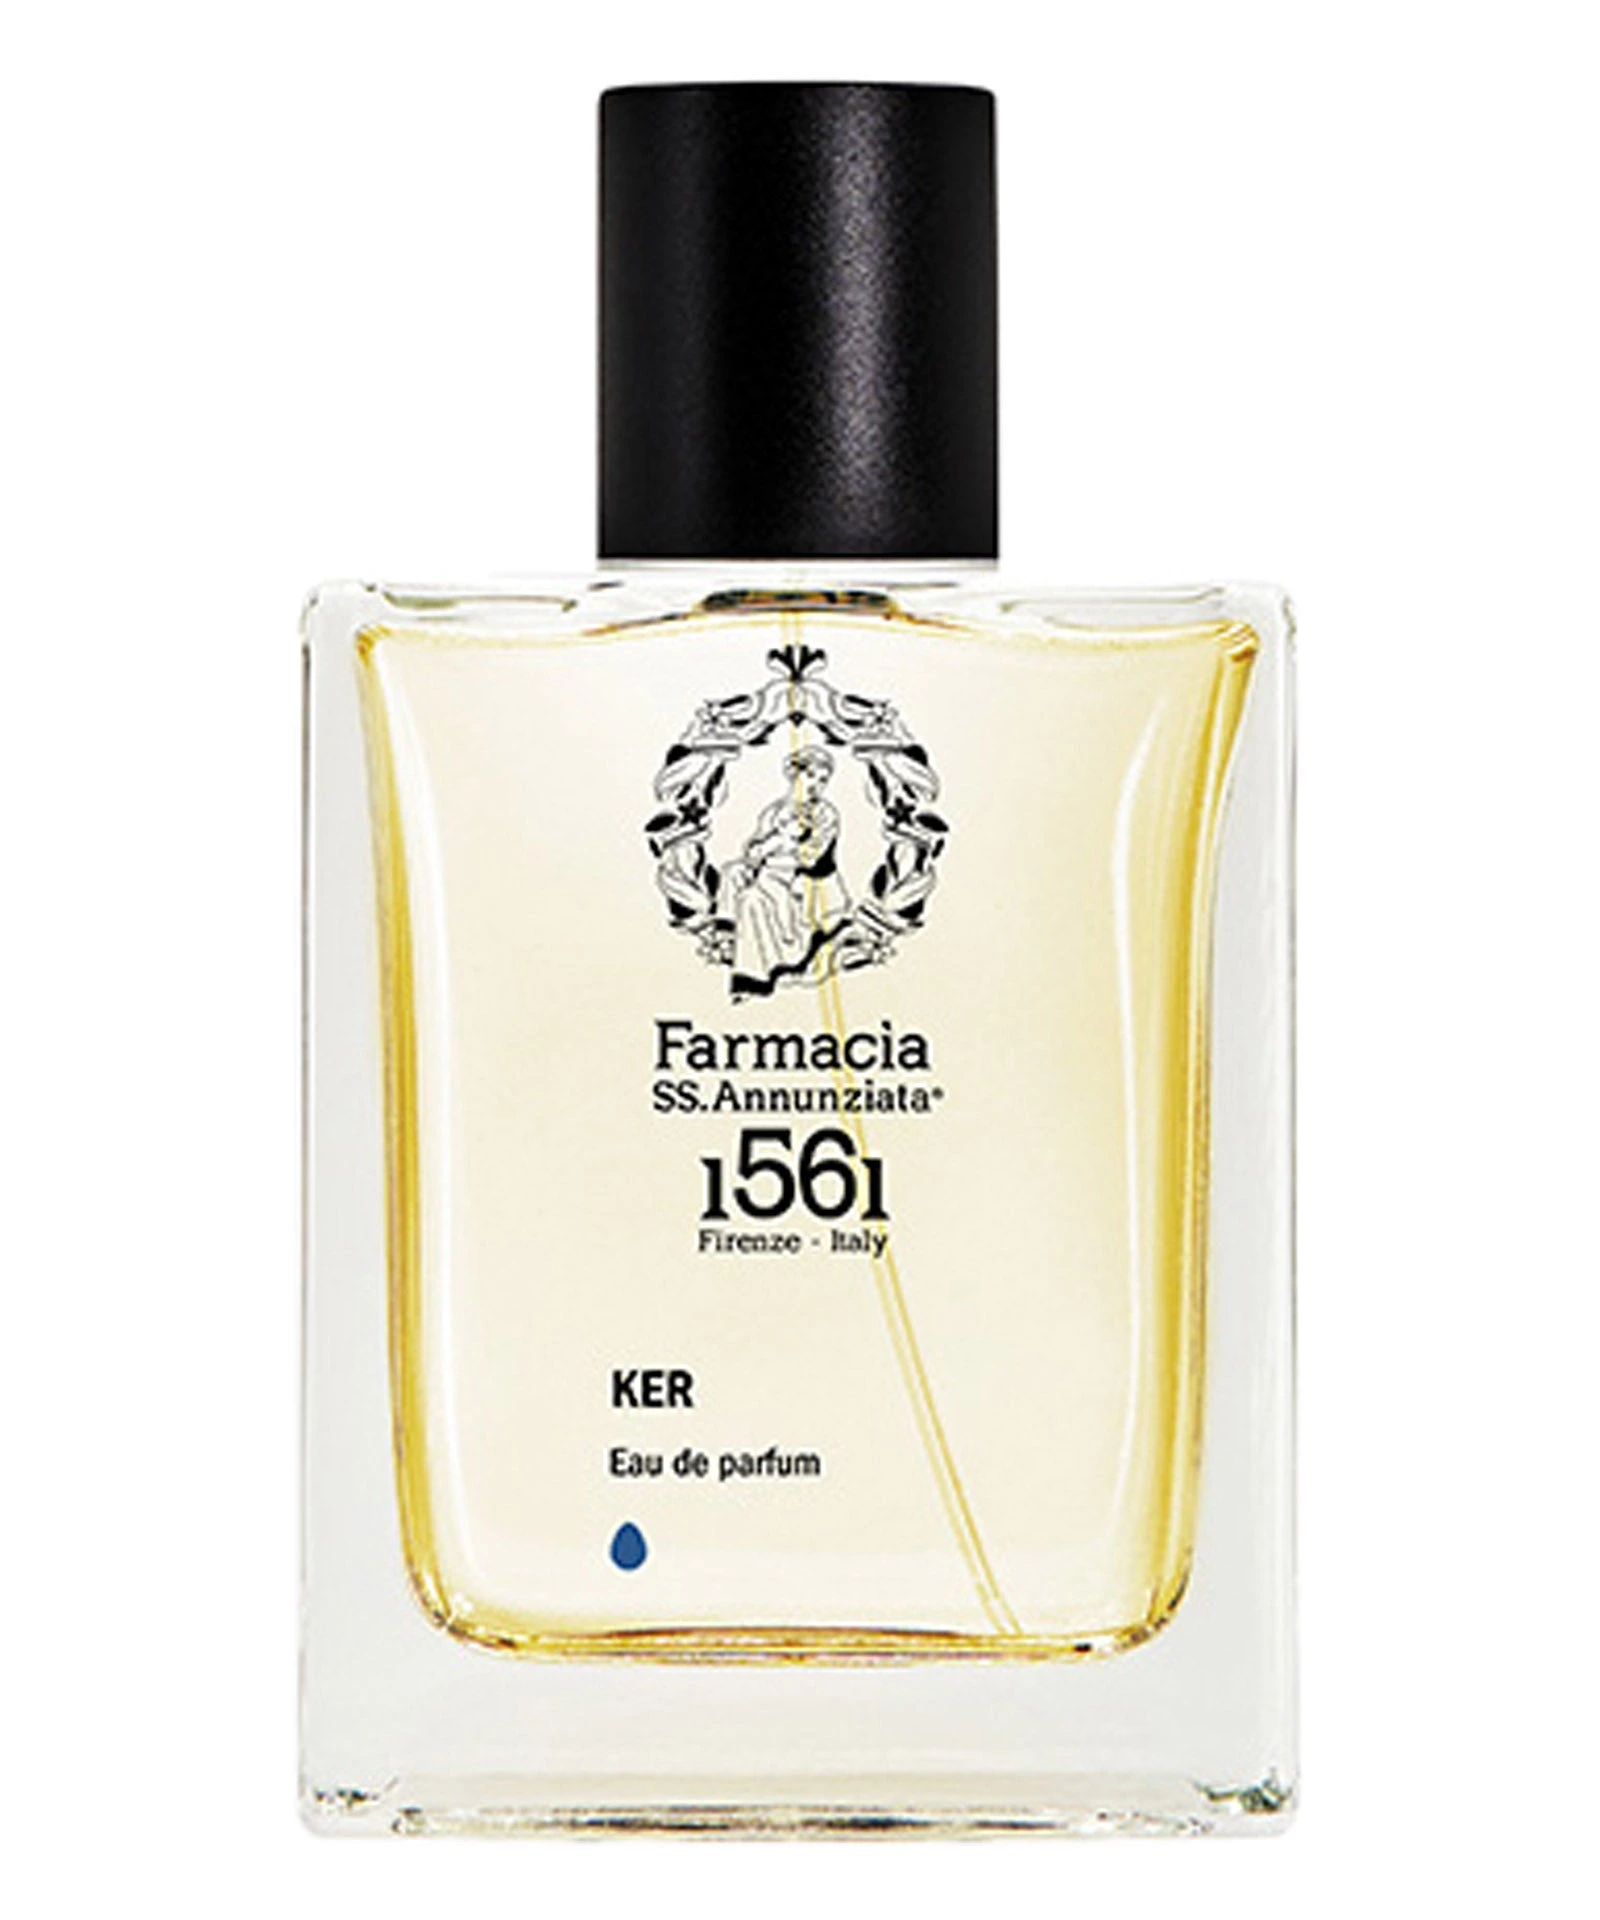 Farmacia
SS. Annunziata®
1561
Firenze - Italy
KER
Eau de parfum